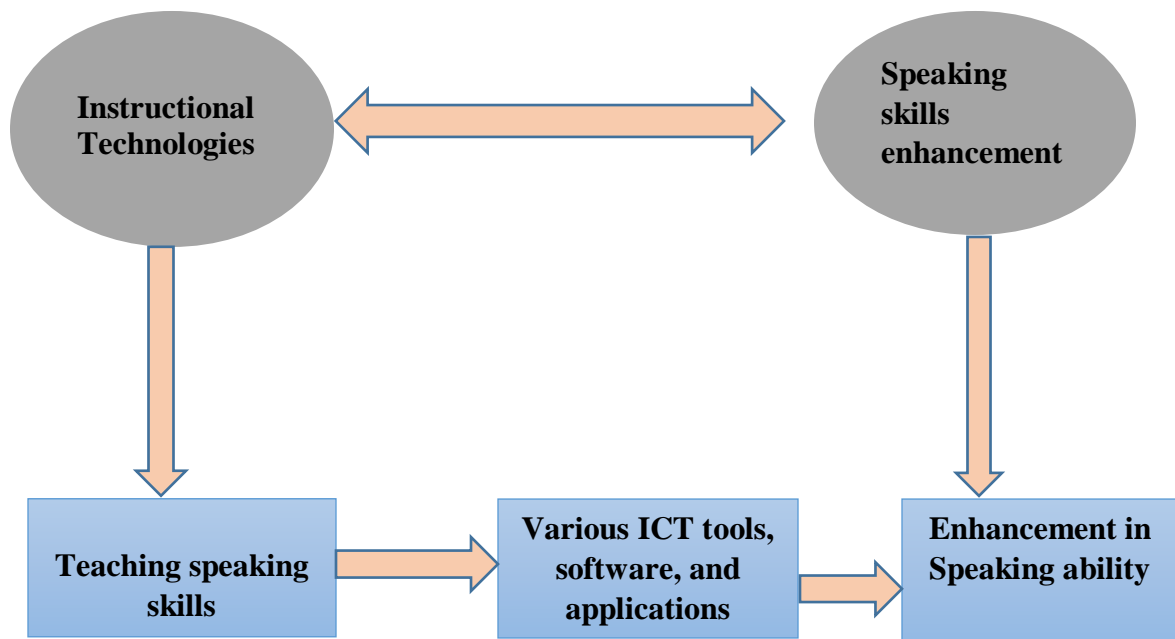 Instructional
Technologies
Speaking
skills
enhancement
Teaching speaking
skills
Various ICT tools,
software, and
applications
Enhancement in
Speaking ability